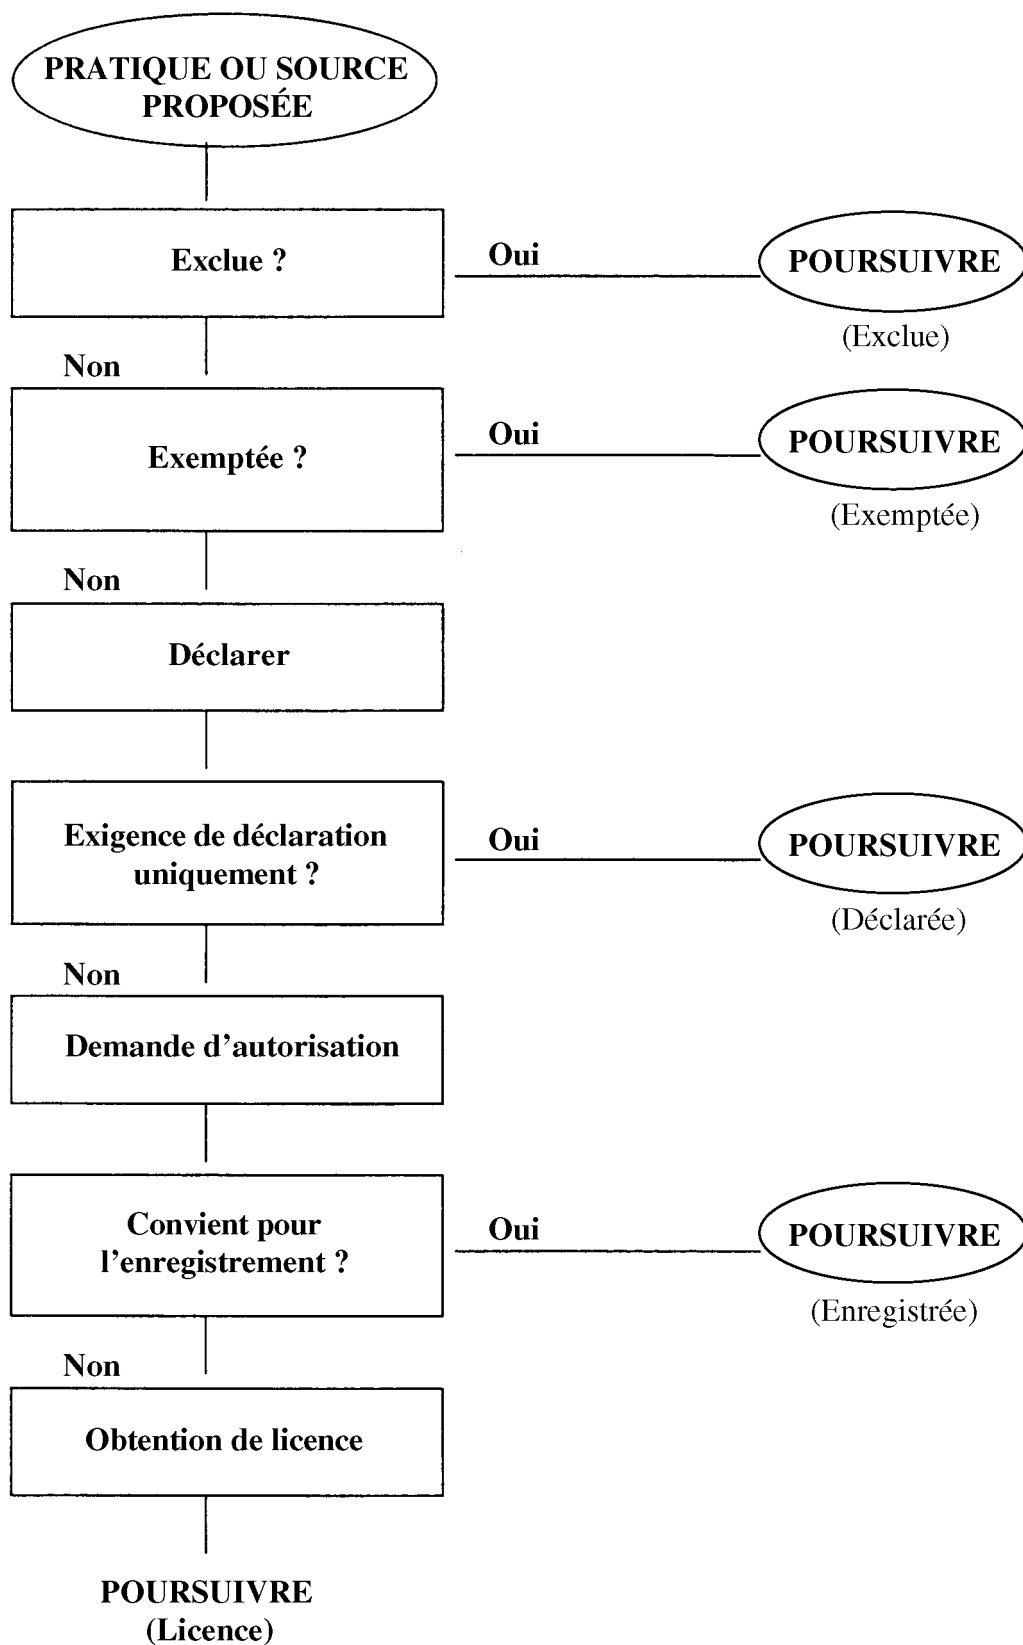 PRATIQUE OU SOURCE
PROPOSÉE
Exclue ?
Oui
POURSUIVRE
(Exclue)
Non
Exemptée ?
Oui
POURSUIVRE
(Exemptée)
Non
Déclarer
Exigence de déclaration
uniquement ?
Oui
POURSUIVRE
(Déclarée)
Non
Demande d’autorisation
Convient pour
l'enregistrement ?
Oui
POURSUIVRE
(Enregistrée)
Non
Obtention de licence
POURSUIVRE
(Licence)